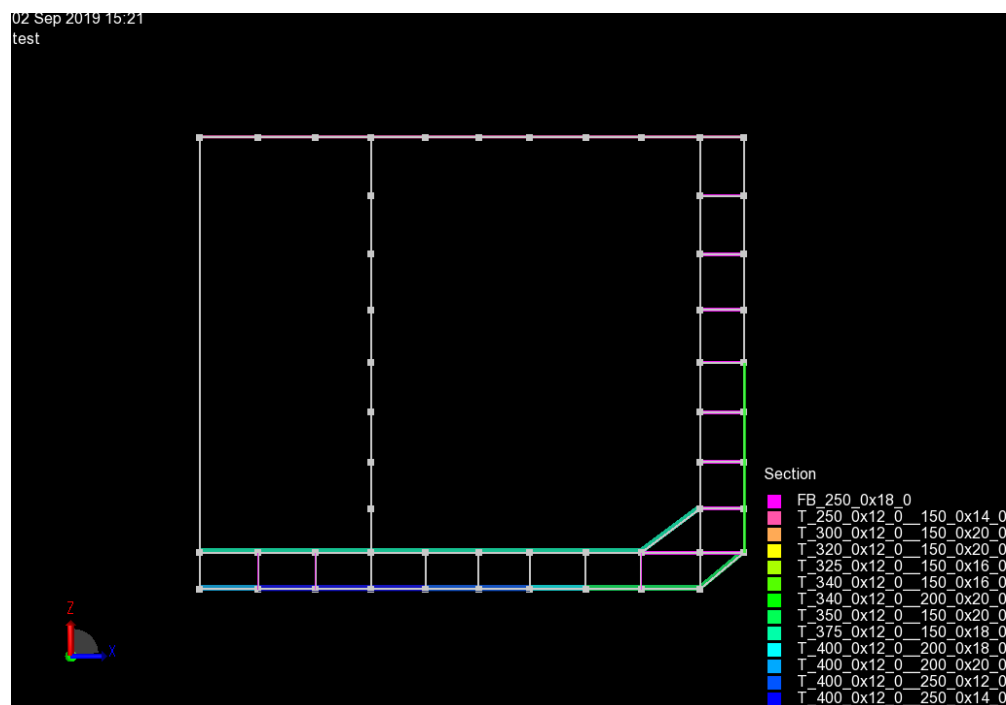 02 Sep 2019 15:21
test
Section
FB_250_0x18_0
T_250_0x12_0__150_0x14_0
T_300_0x12_0__150_0x20_0
T_320_0x12_0__150_0x20_0
T_325_0x12_0__150_0x16_0
T_340_0x12_0__150_0x16_0
T_340_0x12_0__200_0x20_0
T_350_0x12_0__150_0x20_0
T_375_0x12_0__150_0x18_0
T_400_0x12_0__200_0x18_0
T_400_0x12_0__200_0x20_0
T_400_0x12_0__250_0x12_0
T_400_0x12_0__250_0x14_0
Z
X